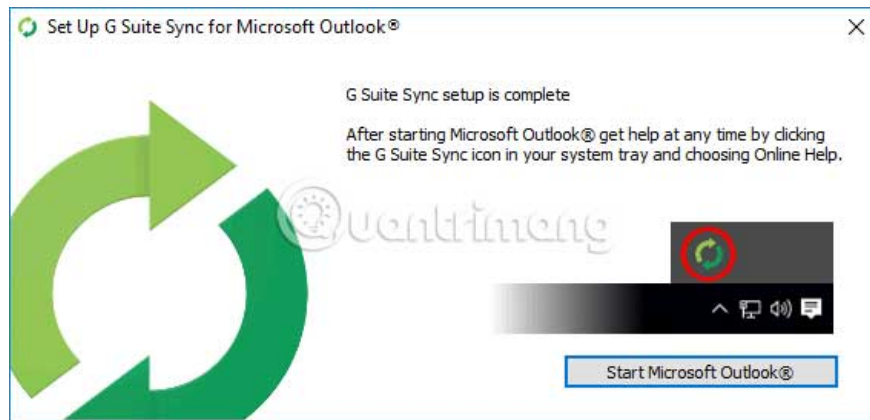 Set Up G Suite Sync for Microsoft Outlook®
G Suite Sync setup is complete
After starting Microsoft Outlook® get help at any time by clicking
the G Suite Sync icon in your system tray and choosing Online Help.
Quantrimang
Start Microsoft Outlook®